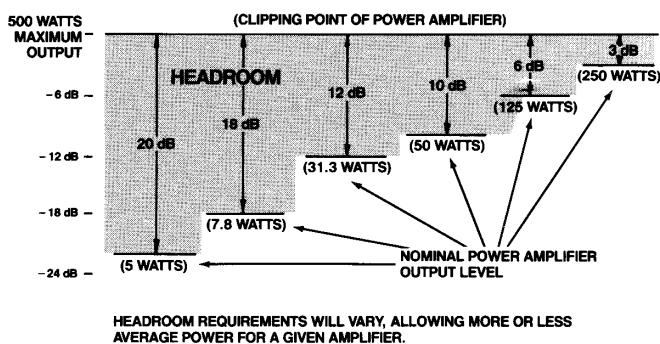 500 WATTS
MAXIMUM
OUTPUT
(CLIPPING POINT OF POWER AMPLIFIER)
HEADROOM
3 dB
6 dB
(250 WATTS)
-6 dB
12 dB
10 dB
(125 WATTS)
18 dB
20 dB
(50 WATTS)
-12 dB
(31.3 WATTS)
-18 dB
(7.8 WATTS)
NOMINAL POWER AMPLIFIER
OUTPUT LEVEL
(5 WATTS)
-24 dB
HEADROOM REQUIREMENTS WILL VARY, ALLOWING MORE OR LESS
AVERAGE POWER FOR A GIVEN AMPLIFIER.